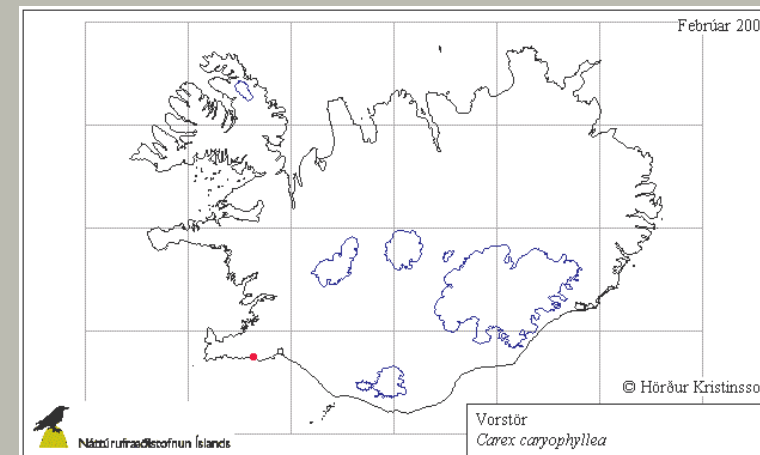 Febrúar 200
© Hörður Kristinsso
Vorstör
Carex caryophyllea
Náttúrufræðistofnun Íslands